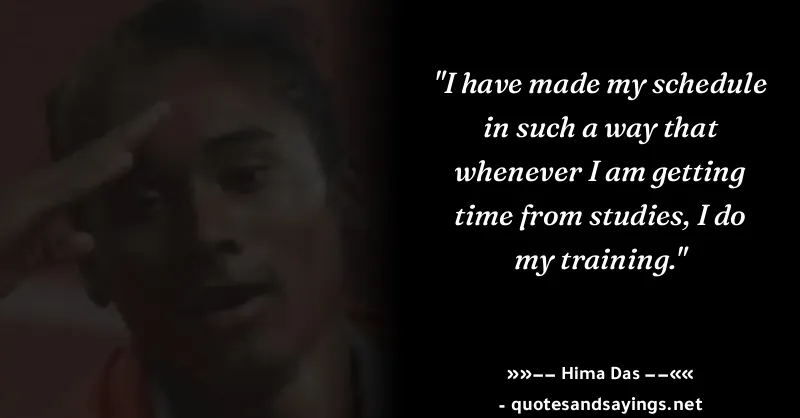 "I have made my schedule
in such a way that
whenever I am getting
time from studies, I do
my training."
»»−− Hima Das −−««
- quotesandsayings.net